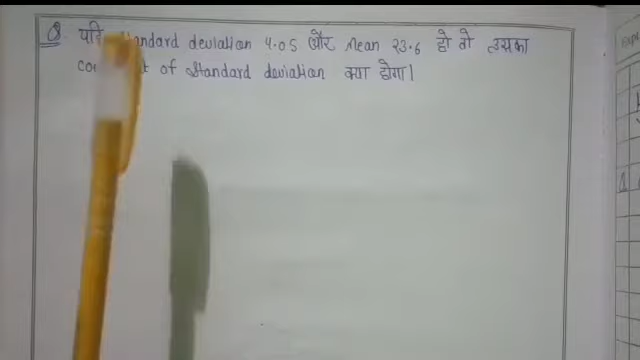 Q. यदि Standard deviation 4.05 और Mean 23.6 हो तो उसका
of Standard deviation क्या होगा।